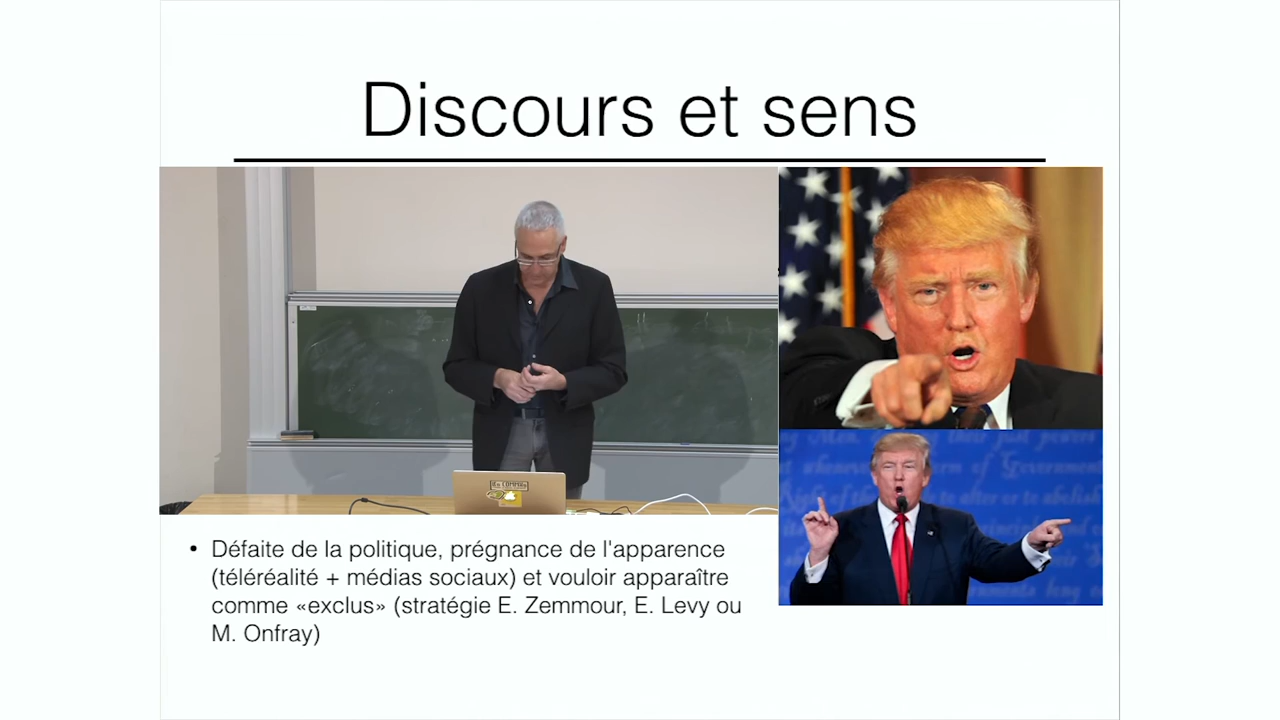 Discours et sens
• Défaite de la politique, prégnance de l'apparence
(téléréalité + médias sociaux) et vouloir apparaître
comme «exclus» (stratégie E. Zemmour, E. Levy ou
M. Onfray)